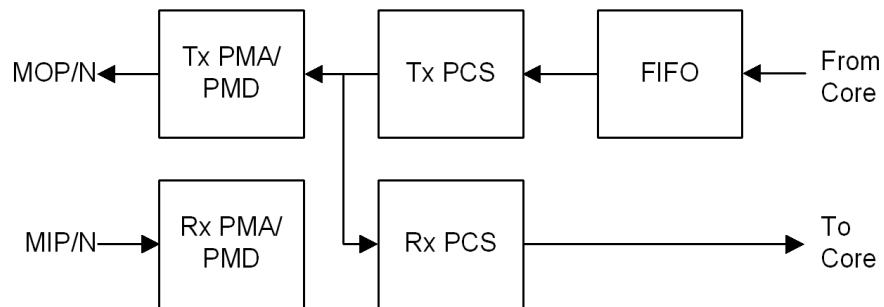 MOP/N
Tx PMA/
PMD
Tx PCS
FIFO
From
Core
MIP/N
Rx PMA/
PMD
Rx PCS
To
Core